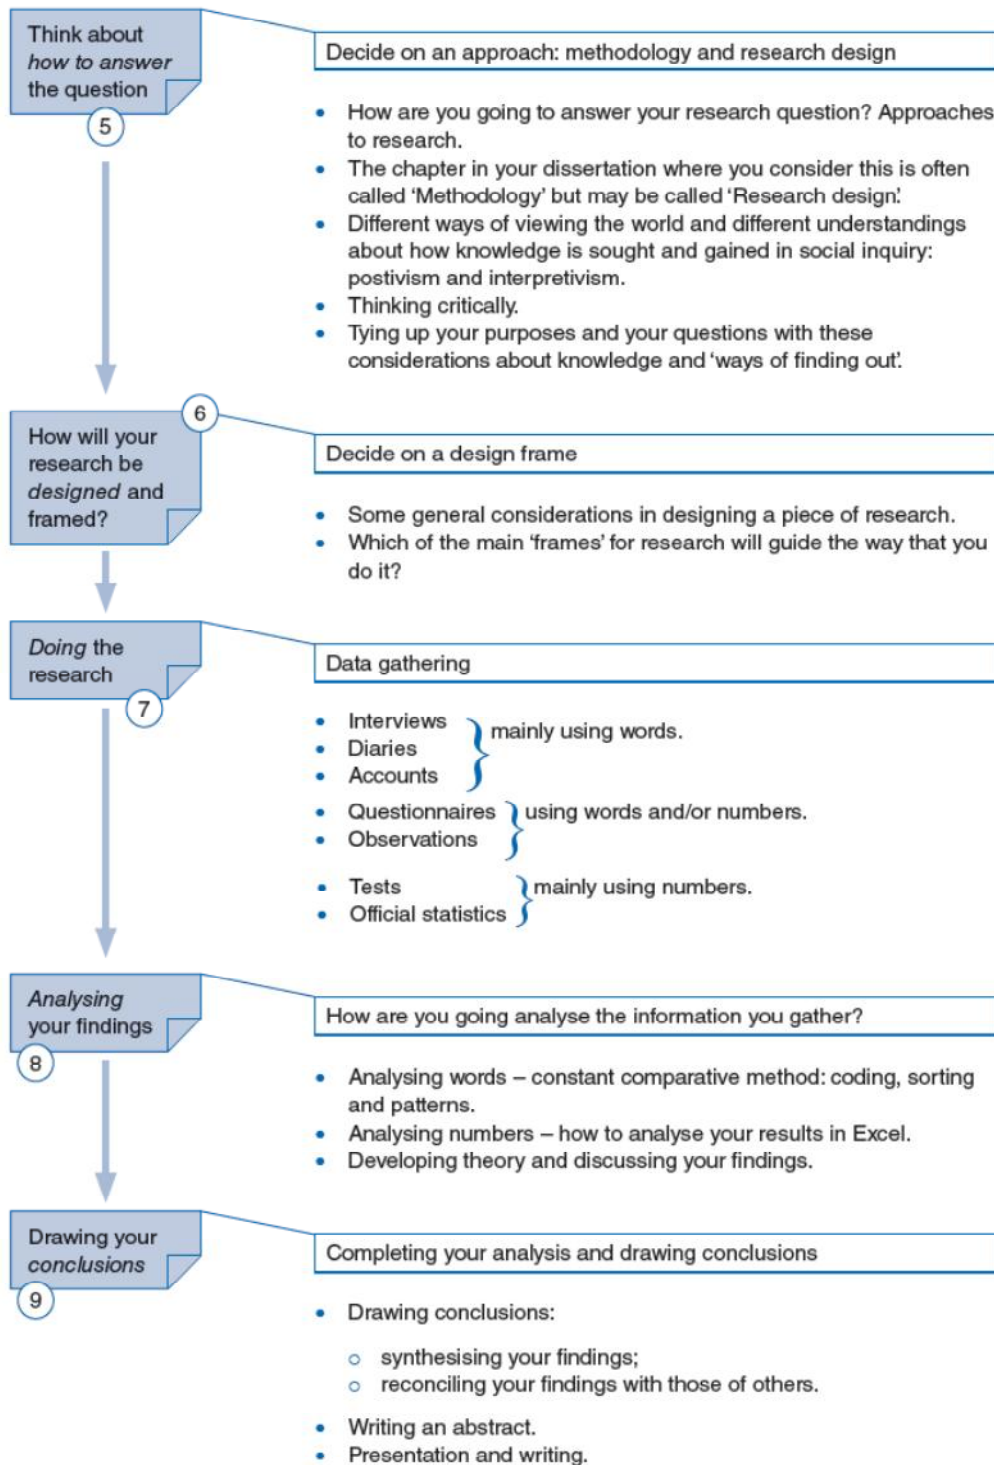 Think about
how to answer
the question
5
Decide on an approach: methodology and research design
• How are you going to answer your research question? Approaches
to research.
• The chapter in your dissertation where you consider this is often
called ‘Methodology’ but may be called ‘Research design’.
• Different ways of viewing the world and different understandings
about how knowledge is sought and gained in social inquiry:
postivism and interpretivism.
• Thinking critically.
• Tying up your purposes and your questions with these
considerations about knowledge and ‘ways of finding out’.
6
How will your
research be
designed and
framed?
Decide on a design frame
• Some general considerations in designing a piece of research.
• Which of the main ‘frames’ for research will guide the way that you
do it?
Doing the
research
7
Data gathering
• Interviews
• Diaries
• Accounts
mainly using words.
• Questionnaires
• Observations
using words and/or numbers.
• Tests
• Official statistics
mainly using numbers.
Analysing
your findings
8
How are you going analyse the information you gather?
• Analysing words – constant comparative method: coding, sorting
and patterns.
• Analysing numbers – how to analyse your results in Excel.
• Developing theory and discussing your findings.
Drawing your
conclusions
9
Completing your analysis and drawing conclusions
• Drawing conclusions:
○ synthesising your findings;
○ reconciling your findings with those of others.
• Writing an abstract.
• Presentation and writing.